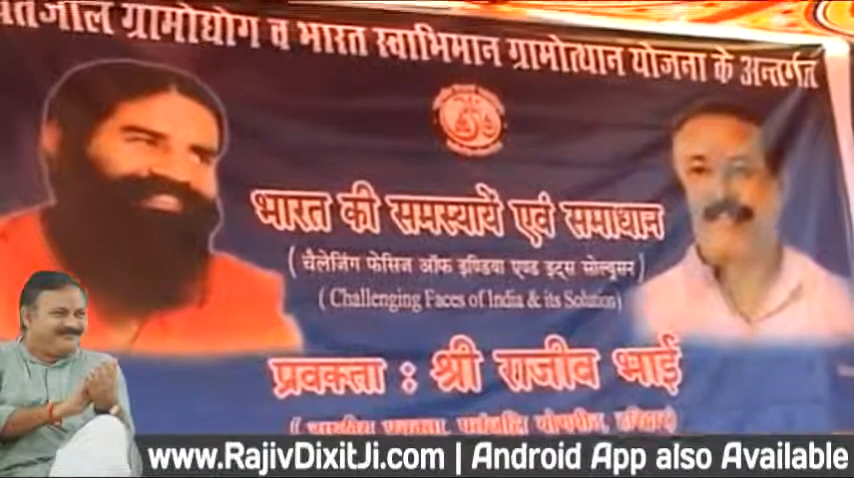 ग्रामोद्योग व भारत स्वाभिमान ग्रामोत्थान योजना के अन्तर्गत
भारत की समस्यायें एवं समाधान
( चैलेजिंग फेसिज ऑफ इण्डिया एण्ड इट्स सोल्युसन )
( Challenging Faces of India & its Solution)
प्रवक्ता : श्री राजीव भाई
www.RajivDixitJi.com | Android App also Available